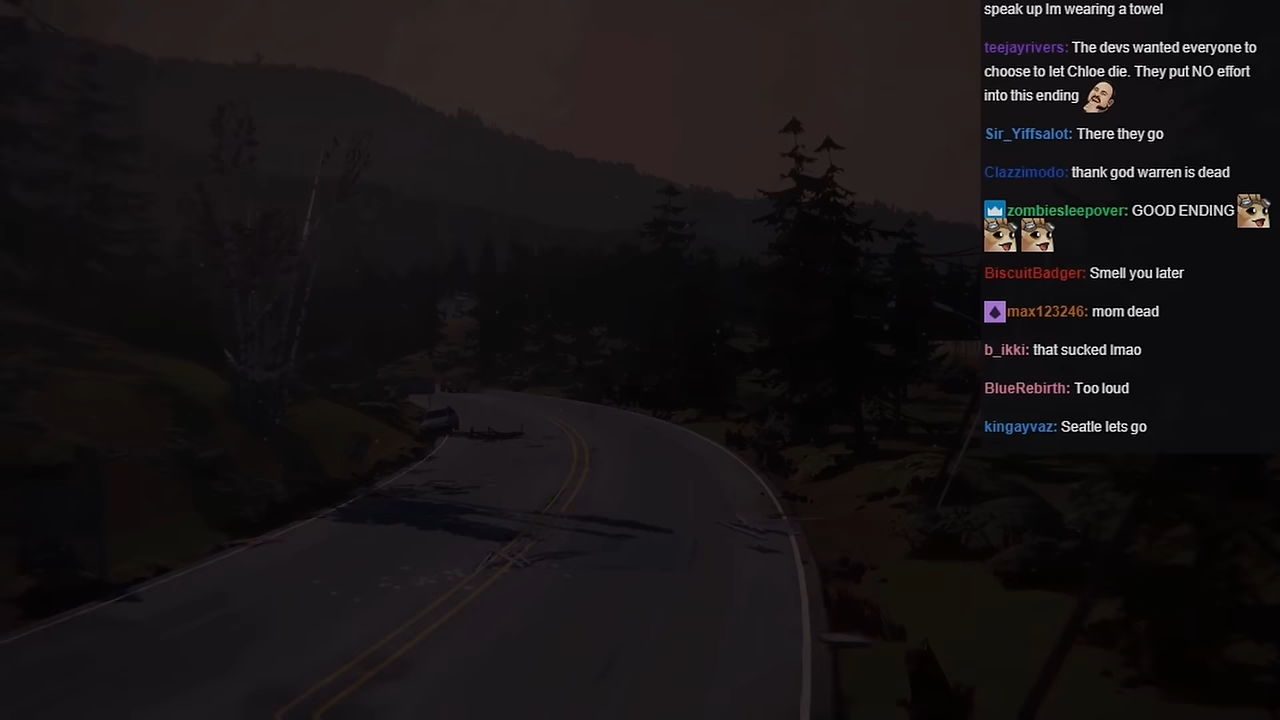 speak up Im wearing a towel
teejayrivers: The devs wanted everyone to
choose to let Chloe die. They put NO effort
into this ending
Sir_Yiffsalot: There they go
Clazzimodo: thank god warren is dead
zombiesleepover: GOOD ENDING
BiscuitBadger: Smell you later
max123246: mom dead
b_ikki: that sucked lmao
BlueRebirth: Too loud
kingayvaz: Seatle lets go